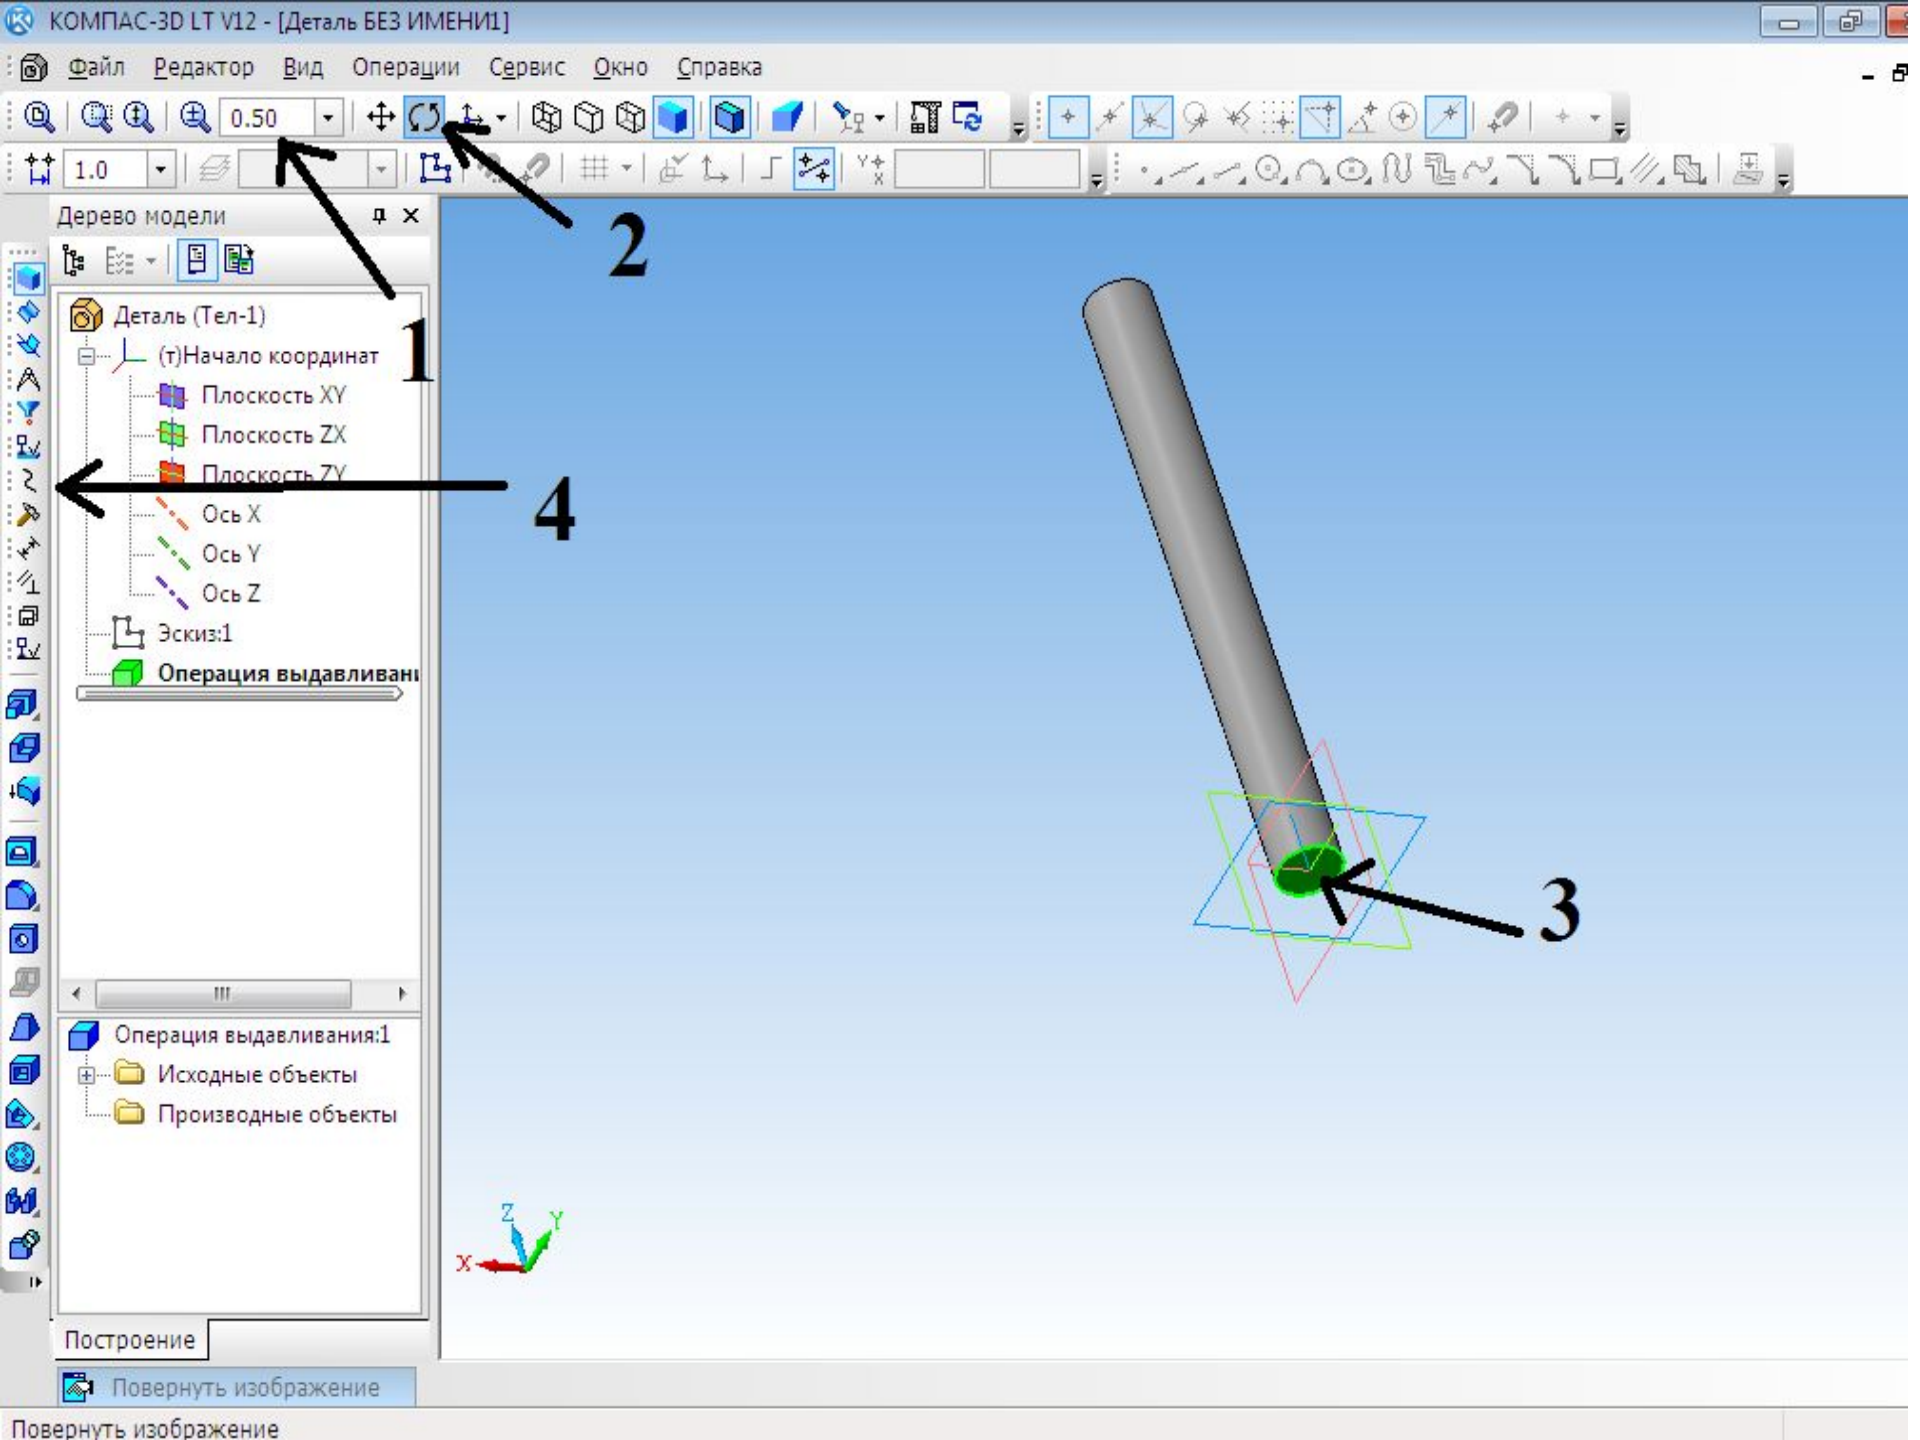 КОМПАС-3D LT V12 - [Деталь БЕЗ ИМЕНИ1]
Файл Редактор Вид Операции Сервис Окно Справка
0.50
1.0
Дерево модели
2
Деталь (Тел-1)
(т)Начало координат
1
Плоскость XY
Плоскость ZX
Плоскость ZY
4
Ось X
Ось Y
Ось Z
Эскиз:1
Операция выдавливани
3
Операция выдавливания:1
Исходные объекты
Производные объекты
Z
Y
X
Построение
Повернуть изображение
Повернуть изображение